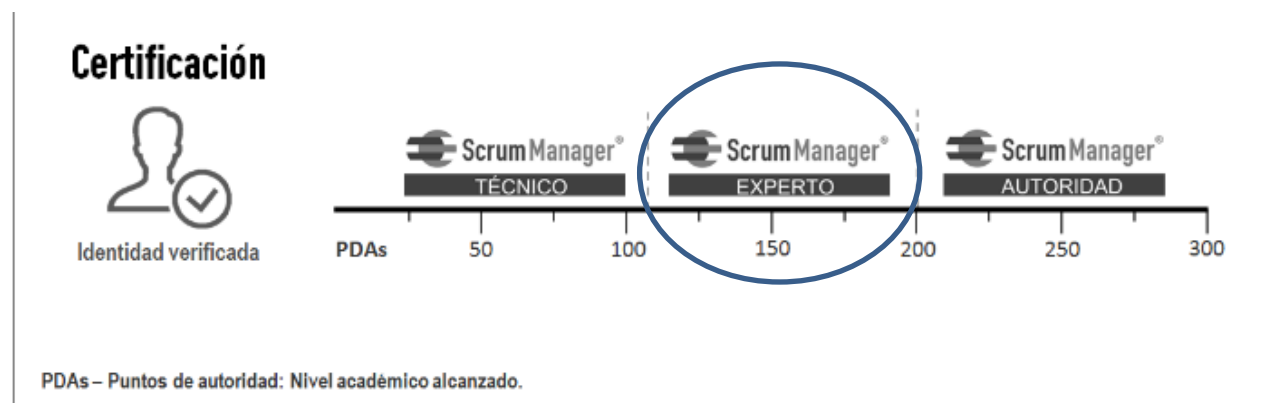 Certificación
Identidad verificada
ScrumManager®
TÉCNICO
ScrumManager®
EXPERTO
ScrumManager®
AUTORIDAD
PDAs 50 100 150 200 250 300
PDAs – Puntos de autoridad: Nivel académico alcanzado.